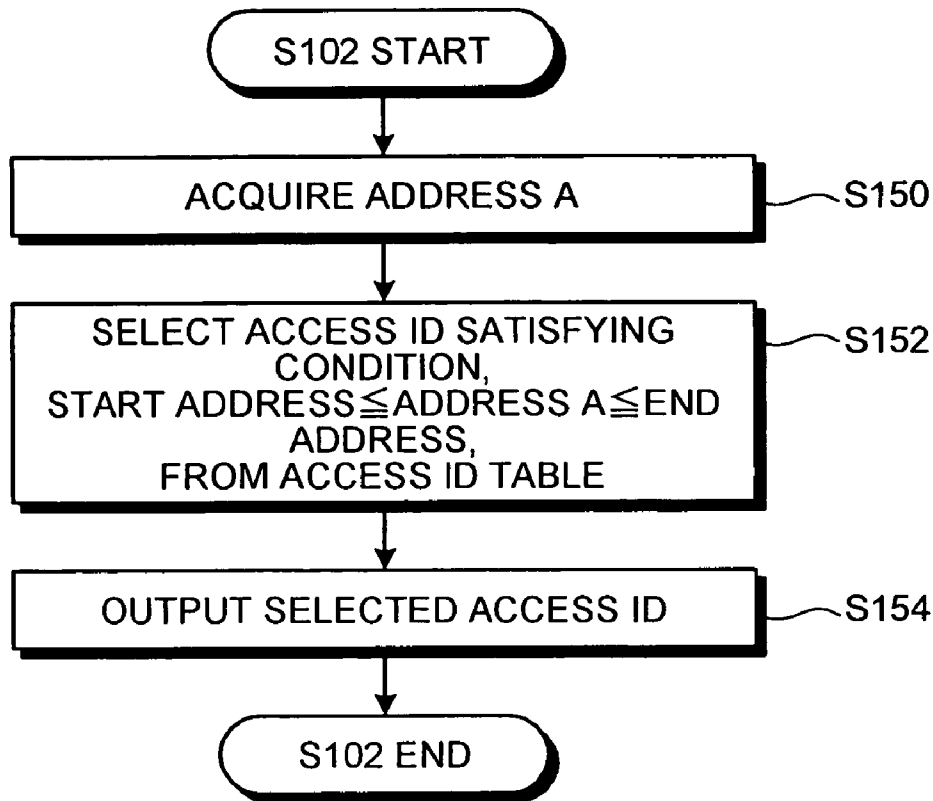 S102 START
ACQUIRE ADDRESS A
S150
SELECT ACCESS ID SATISFYING
CONDITION,
START ADDRESS≦ADDRESS A≦END
ADDRESS,
FROM ACCESS ID TABLE
S152
OUTPUT SELECTED ACCESS ID
S154
S102 END